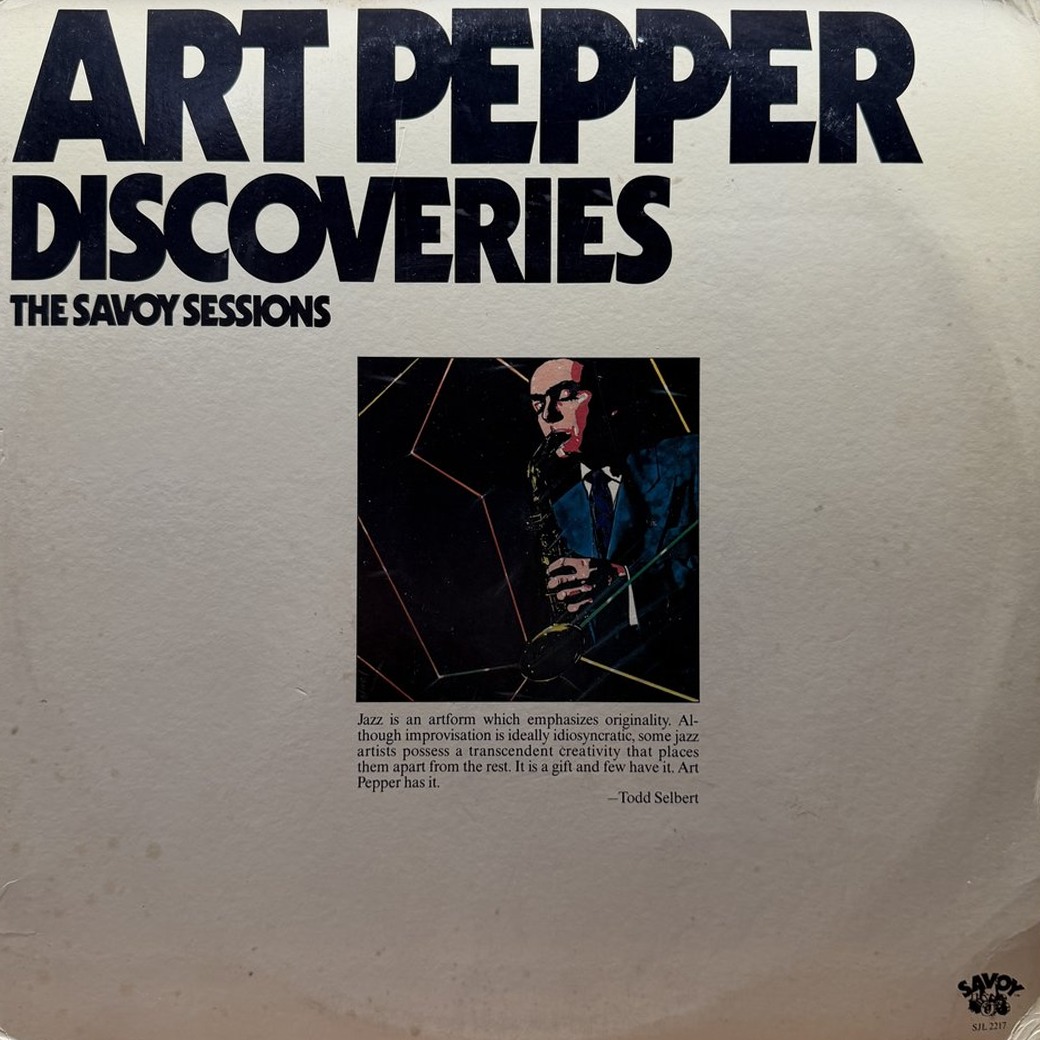 ART PEPPER
DISCOVERIES
THE SAVOY SESSIONS
Jazz is an artform which emphasizes originality. Al-
though improvisation is ideally idiosyncratic, some jazz
artists possess a transcendent creativity that places
them apart from the rest. It is a gift and few have it. Art
Pepper has it.
—Todd Selbert
SAVOY
SJL 2217